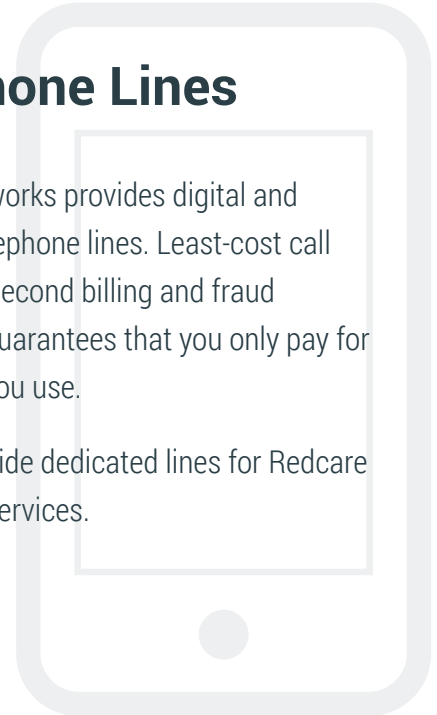 one Lines
works provides digital and
ephone lines. Least-cost call
econd billing and fraud
uarantees that you only pay for
ou use.
ide dedicated lines for Redcare
ervices.